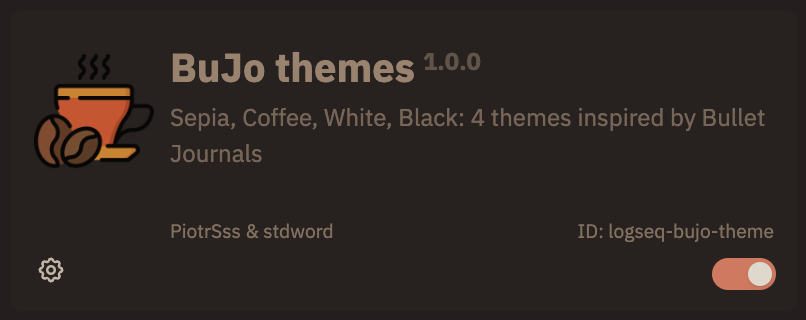 BuJo themes 1.0.0
Sepia, Coffee, White, Black: 4 themes inspired by Bullet
Journals
PiotrSss & stdword
ID: logseq-bujo-theme